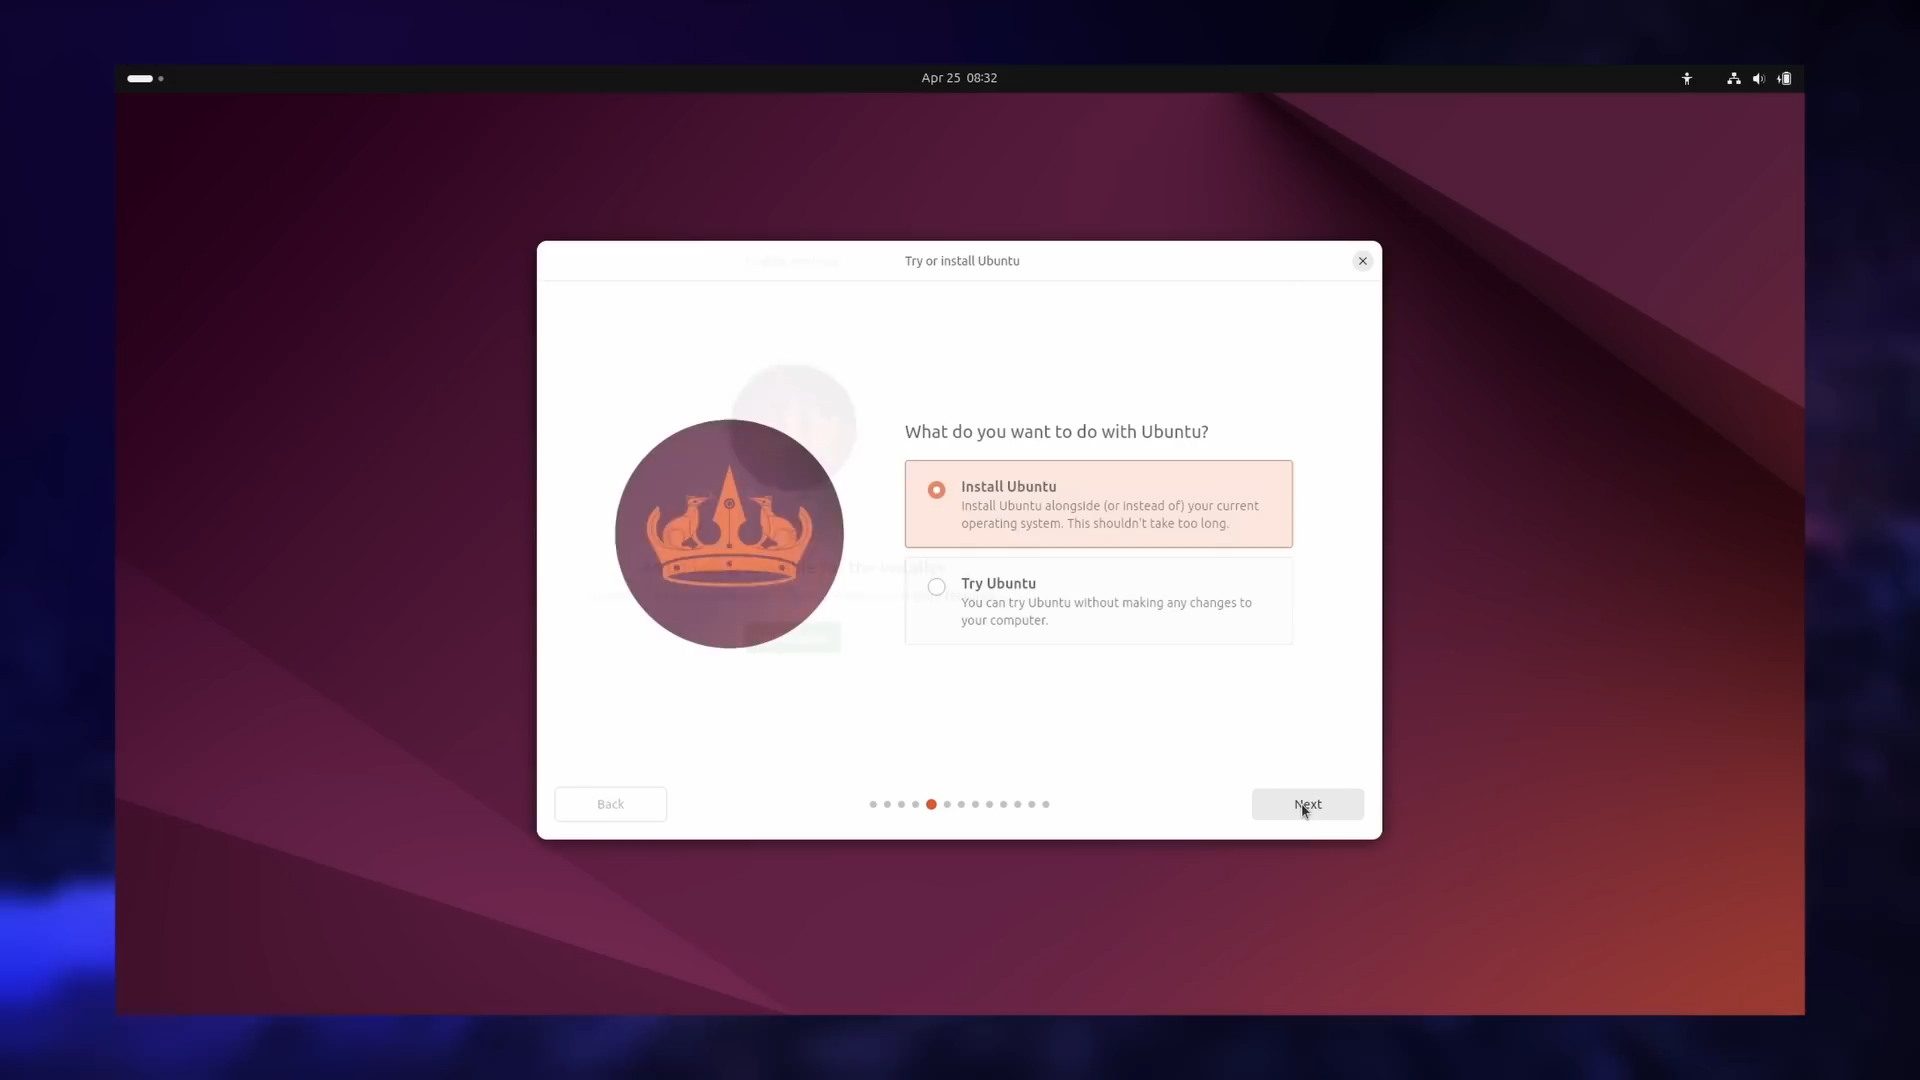 Apr 25 08:32
Try or install Ubuntu
What do you want to do with Ubuntu?
Install Ubuntu
Install Ubuntu alongside (or instead of) your current
operating system. This shouldn't take too long.
Try Ubuntu
You can try Ubuntu without making any changes to
your computer.
Back
Next